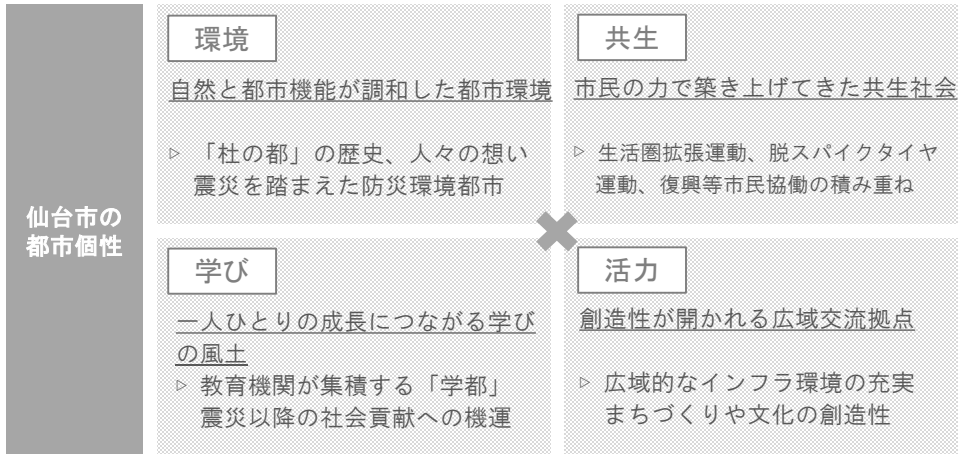 仙台市の
都市個性
環境
自然と都市機能が調和した都市環境
▷ 「杜の都」の歴史、人々の想い
震災を踏まえた防災環境都市
共生
市民の力で築き上げてきた共生社会
▷ 生活圏拡張運動、脱スパイクタイヤ
運動、復興等市民協働の積み重ね
学び
一人ひとりの成長につながる学び
の風土
▷ 教育機関が集積する「学都」
震災以降の社会貢献への機運
活力
創造性が開かれる広域交流拠点
▷ 広域的なインフラ環境の充実
まちづくりや文化の創造性